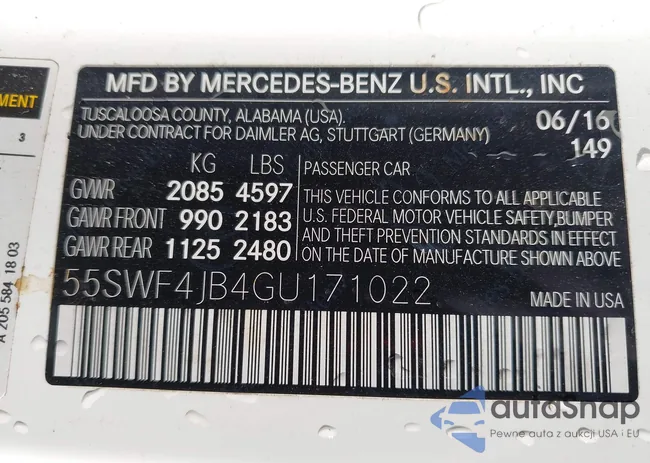 MFD BY MERCEDES-BENZ U.S. INTL., INC
TUSCALOOSA COUNTY, ALABAMA (USA).
UNDER CONTRACT FOR DAIMLER AG, STUTTGART (GERMANY)
06/16
149
KG LBS
GVWR 2085 4597
GAWR FRONT 990 2183
GAWR REAR 1125 2480
PASSENGER CAR
THIS VEHICLE CONFORMS TO ALL APPLICABLE
U.S. FEDERAL MOTOR VEHICLE SAFETY,BUMPER
AND THEFT PREVENTION STANDARDS IN EFFECT
ON THE DATE OF MANUFACTURE SHOWN ABOVE.
55SWF4JB4GU171022
MADE IN USA
MENT
3
A 205 584 18 03
autoSnap
Pewne auta z aukcji USA i EU